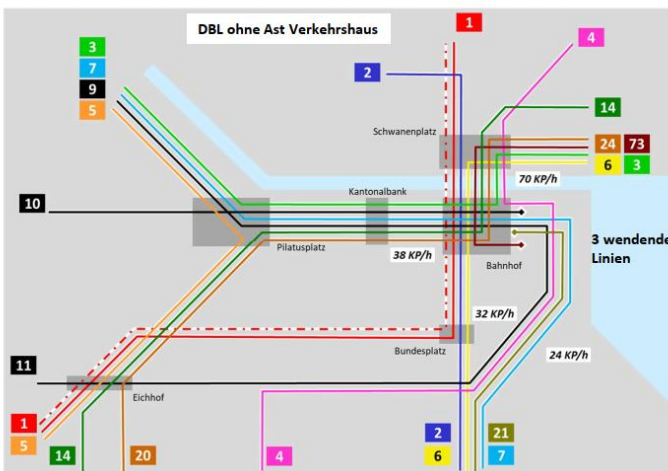 DBL ohne Ast Verkehrshaus
1
4
3
7
9
5
2
14
Schwanenplatz
24 73
6 3
70 KP/h
Kantonalbank
10
Pilatusplatz
38 KP/h
Bahnhof
3 wendende
Linien
32 KP/h
Bundesplatz
24 KP/h
11
Eichhof
1
5
14
20
4
2
6
21
7